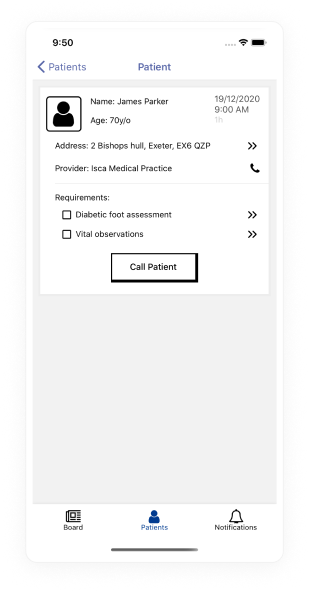 9:50
Patients
Patient
Name: James Parker
19/12/2020
9:00 AM
Age: 70y/o
1h
Address: 2 Bishops hull, Exeter, EX6 QZP
Provider: Isca Medical Practice
Requirements:
Diabetic foot assessment
Vital observations
Call Patient
Board
Patients
Notifications